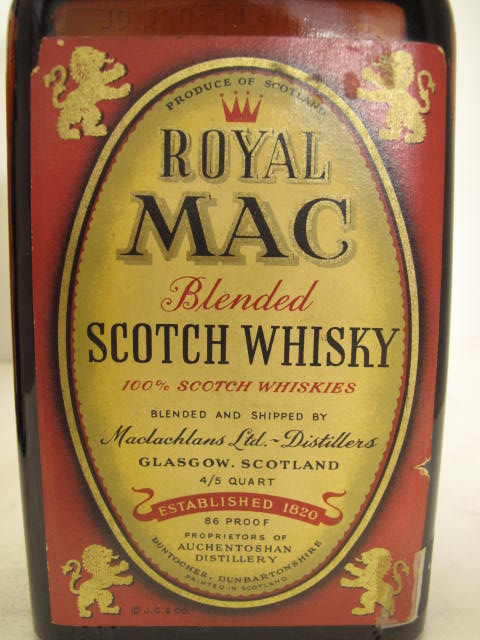 PRODUCE OF SCOTLAND
ROYAL
MAC
Blended
SCOTCH WHISKY
100% SCOTCH WHISKIES
BLENDED AND SHIPPED BY
Maclachlans Ltd.~Distillers
GLASGOW. SCOTLAND
4/5 QUART
ESTABLISHED 1820
86 PROOF
PROPRIETORS OF
AUCHENTOSHAN
DISTILLERY
DUNTOCHER, DUNBARTONSHIRE
PRINTED IN SCOTLAND
© J.G. & CO.